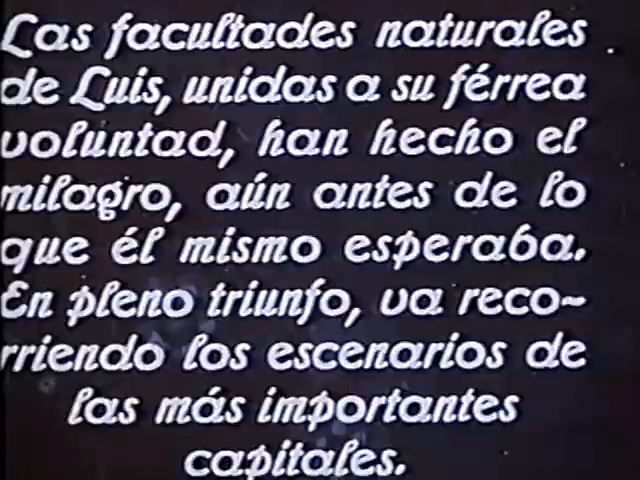 Las facultades naturales
de Luis, unidas a su férrea
voluntad, han hecho el
milagro, aún antes de lo
que él mismo esperaba.
En pleno triunfo, va reco~
rriendo los escenarios de
las más importantes
capitales.